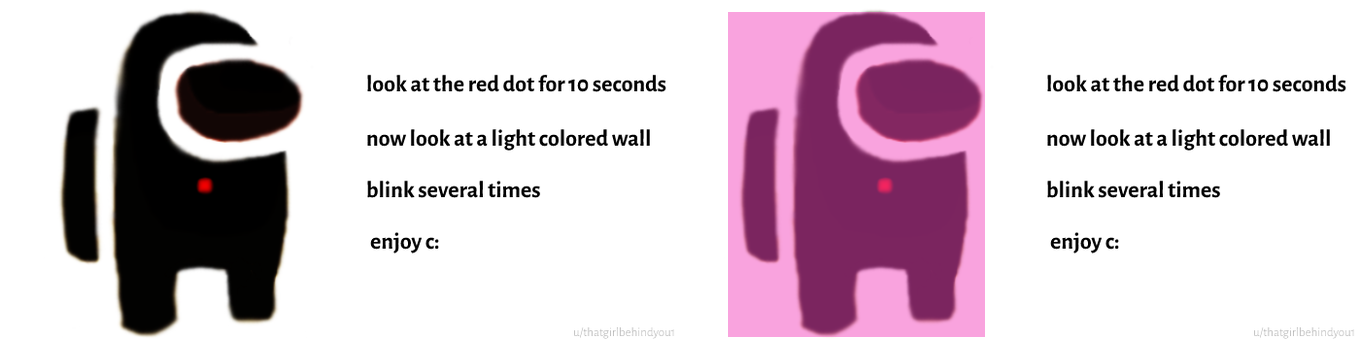 look at the red dot for 10 seconds
now look at a light colored wall
blink several times
enjoy c:
u/thatgirlbehindyou1
look at the red dot for 10 seconds
now look at a light colored wall
blink several times
enjoy c:
u/thatgirlbehindyou1